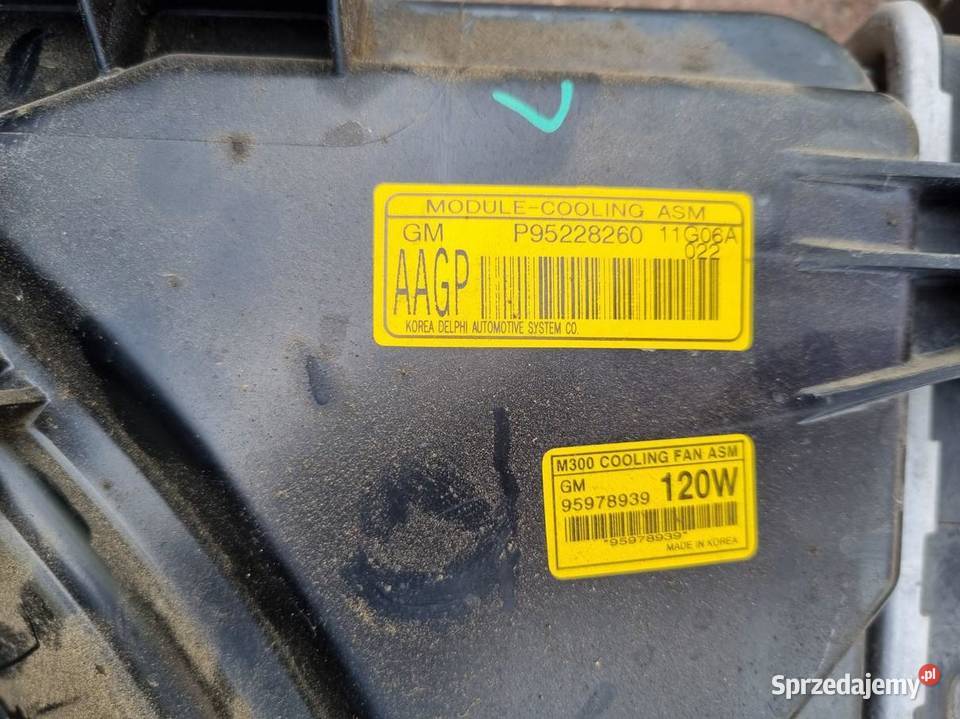 MODULE-COOLING ASM
GM P95228260 11G06A
022
AAGP
KOREA DELPHI AUTOMOTIVE SYSTEM CO.
M300 COOLING FAN ASM
GM
95978939 120W
*95978939*
MADE IN KOREA
Sprzedajemy.pl